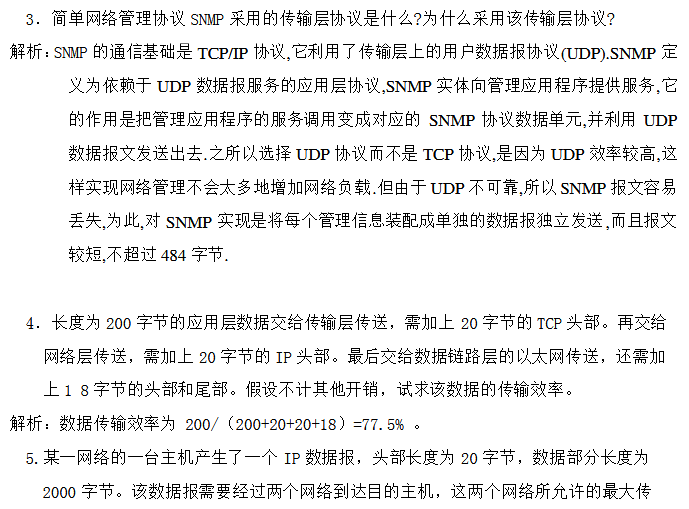 3. 简单网络管理协议 SNMP 采用的传输层协议是什么?为什么采用该传输层协议?
解析:SNMP 的通信基础是 TCP/IP 协议,它利用了传输层上的用户数据报协议(UDP).SNMP 定
义为依赖于 UDP 数据报服务的应用层协议,SNMP 实体向管理应用程序提供服务,它
的作用是把管理应用程序的服务调用变成对应的 SNMP 协议数据单元,并利用 UDP
数据报文发送出去.之所以选择 UDP 协议而不是 TCP 协议,是因为 UDP 效率较高,这
样实现网络管理不会太多地增加网络负载.但由于 UDP 不可靠,所以 SNMP 报文容易
丢失,为此,对 SNMP 实现是将每个管理信息装配成单独的数据报独立发送,而且报文
较短,不超过 484 字节.
4. 长度为 200 字节的应用层数据交给传输层传送，需加上 20 字节的 TCP 头部。再交给
网络层传送，需加上 20 字节的 IP 头部。最后交给数据链路层的以太网传送，还需加
上1 8字节的头部和尾部。假设不计其他开销，试求该数据的传输效率。
解析:数据传输效率为 200/（200+20+20+18）=77.5% 。
5. 某一网络的一台主机产生了一个 IP 数据报，头部长度为 20 字节，数据部分长度为
2000 字节。该数据报需要经过两个网络到达目的主机，这两个网络所允许的最大传